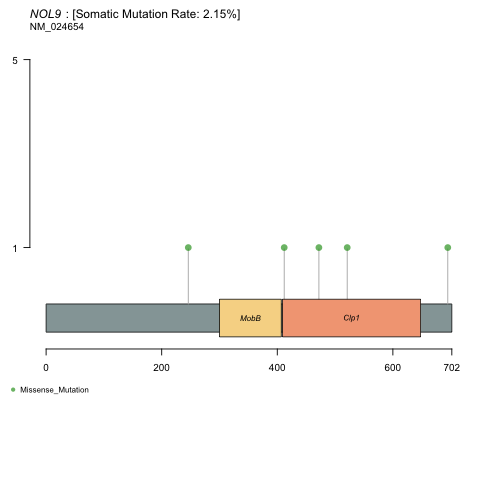 NOL9 : [Somatic Mutation Rate: 2.15%]
NM_024654
5
1
MobB
Clp1
0 200 400 600 702
Missense_Mutation